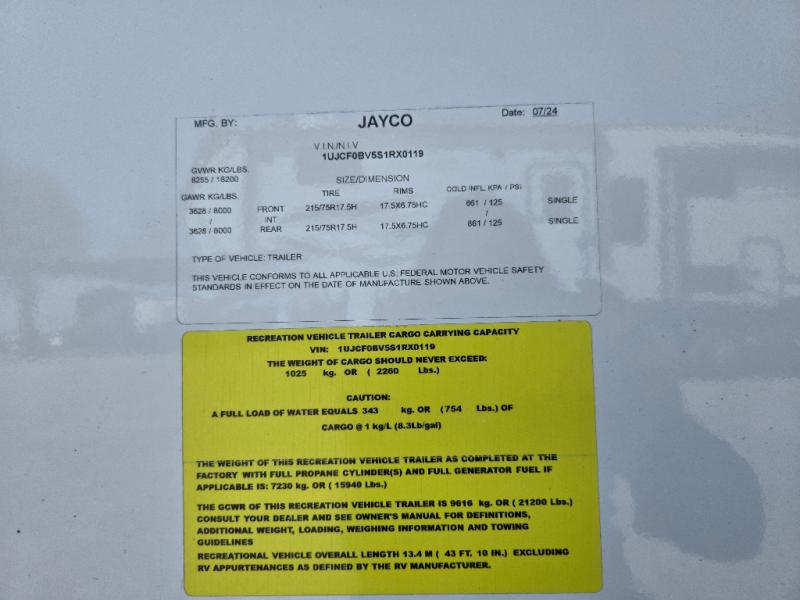 MFG. BY: JAYCO Date: 07/24
V.I.N/N.I.V
1UJCF0BV5S1RX0119
GVWR KG/LBS.
8255 / 18200
SIZE/DIMENSION
GAWR KG/LBS. TIRE RIMS COLD INFL. KPA / PSI
3628 / 8000 FRONT 215/75R17.5H 17.5X6.75HC 861 / 125 SINGLE
/ INT /
3628 / 8000 REAR 215/75R17.5H 17.5X6.75HC 861 / 125 SINGLE
TYPE OF VEHICLE: TRAILER
THIS VEHICLE CONFORMS TO ALL APPLICABLE U.S. FEDERAL MOTOR VEHICLE SAFETY
STANDARDS IN EFFECT ON THE DATE OF MANUFACTURE SHOWN ABOVE.
RECREATION VEHICLE TRAILER CARGO CARRYING CAPACITY
VIN: 1UJCF0BV5S1RX0119
THE WEIGHT OF CARGO SHOULD NEVER EXCEED:
1025 kg. OR ( 2260 Lbs.)
CAUTION:
A FULL LOAD OF WATER EQUALS 343 kg. OR (754 Lbs.) OF
CARGO @ 1 kg/L (8.3Lb/gal)
THE WEIGHT OF THIS RECREATION VEHICLE TRAILER AS COMPLETED AT THE
FACTORY WITH FULL PROPANE CYLINDER(S) AND FULL GENERATOR FUEL IF
APPLICABLE IS: 7230 kg. OR ( 15940 Lbs.)
THE GCWR OF THIS RECREATION VEHICLE TRAILER IS 9616 kg. OR ( 21200 Lbs.)
CONSULT YOUR DEALER AND SEE OWNER'S MANUAL FOR DEFINITIONS,
ADDITIONAL WEIGHT, LOADING, WEIGHING INFORMATION AND TOWING
GUIDELINES
RECREATIONAL VEHICLE OVERALL LENGTH 13.4 M ( 43 FT. 10 IN.) EXCLUDING
RV APPURTENANCES AS DEFINED BY THE RV MANUFACTURER.